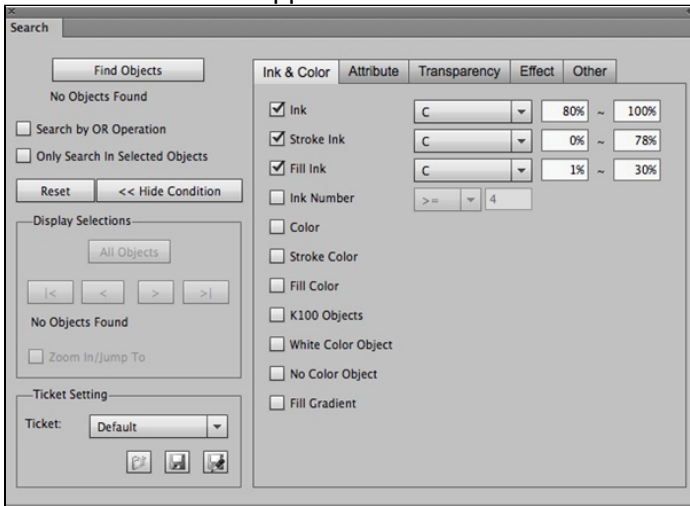 Search
Find Objects
No Objects Found
Search by OR Operation
Only Search In Selected Objects
Reset << Hide Condition
Display Selections
All Objects
|< < > >|
No Objects Found
Zoom In/Jump To
Ticket Setting
Ticket: Default
Ink & Color Attribute Transparency Effect Other
Ink C 80% ~ 100%
Stroke Ink C 0% ~ 78%
Fill Ink C 1% ~ 30%
Ink Number >= 4
Color
Stroke Color
Fill Color
K100 Objects
White Color Object
No Color Object
Fill Gradient